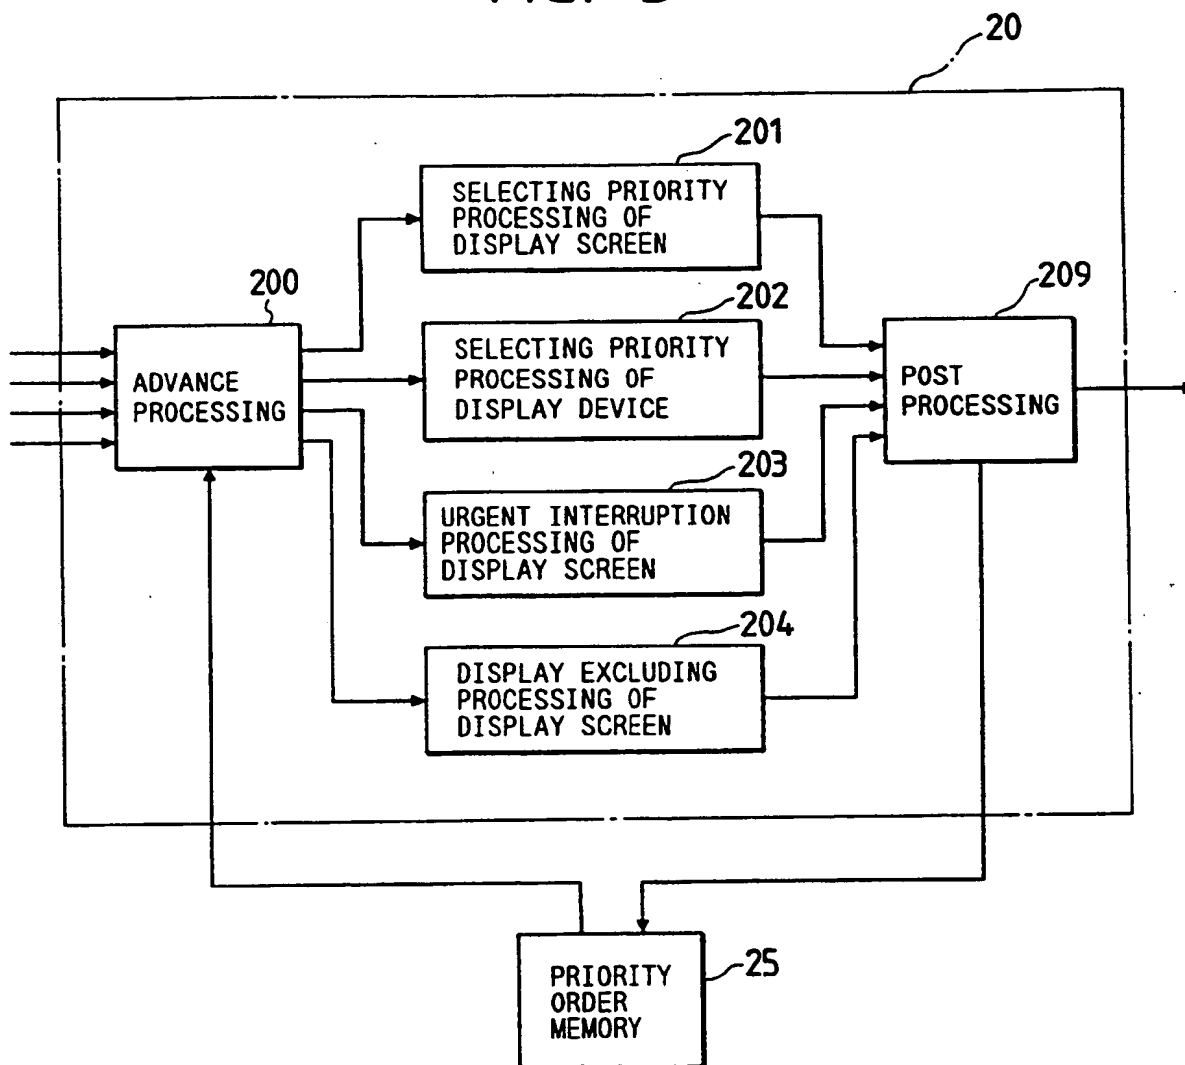 20
201
SELECTING PRIORITY
PROCESSING OF
DISPLAY SCREEN
200
ADVANCE
PROCESSING
202
SELECTING PRIORITY
PROCESSING OF
DISPLAY DEVICE
209
POST
PROCESSING
203
URGENT INTERRUPTION
PROCESSING OF
DISPLAY SCREEN
204
DISPLAY EXCLUDING
PROCESSING OF
DISPLAY SCREEN
25
PRIORITY
ORDER
MEMORY